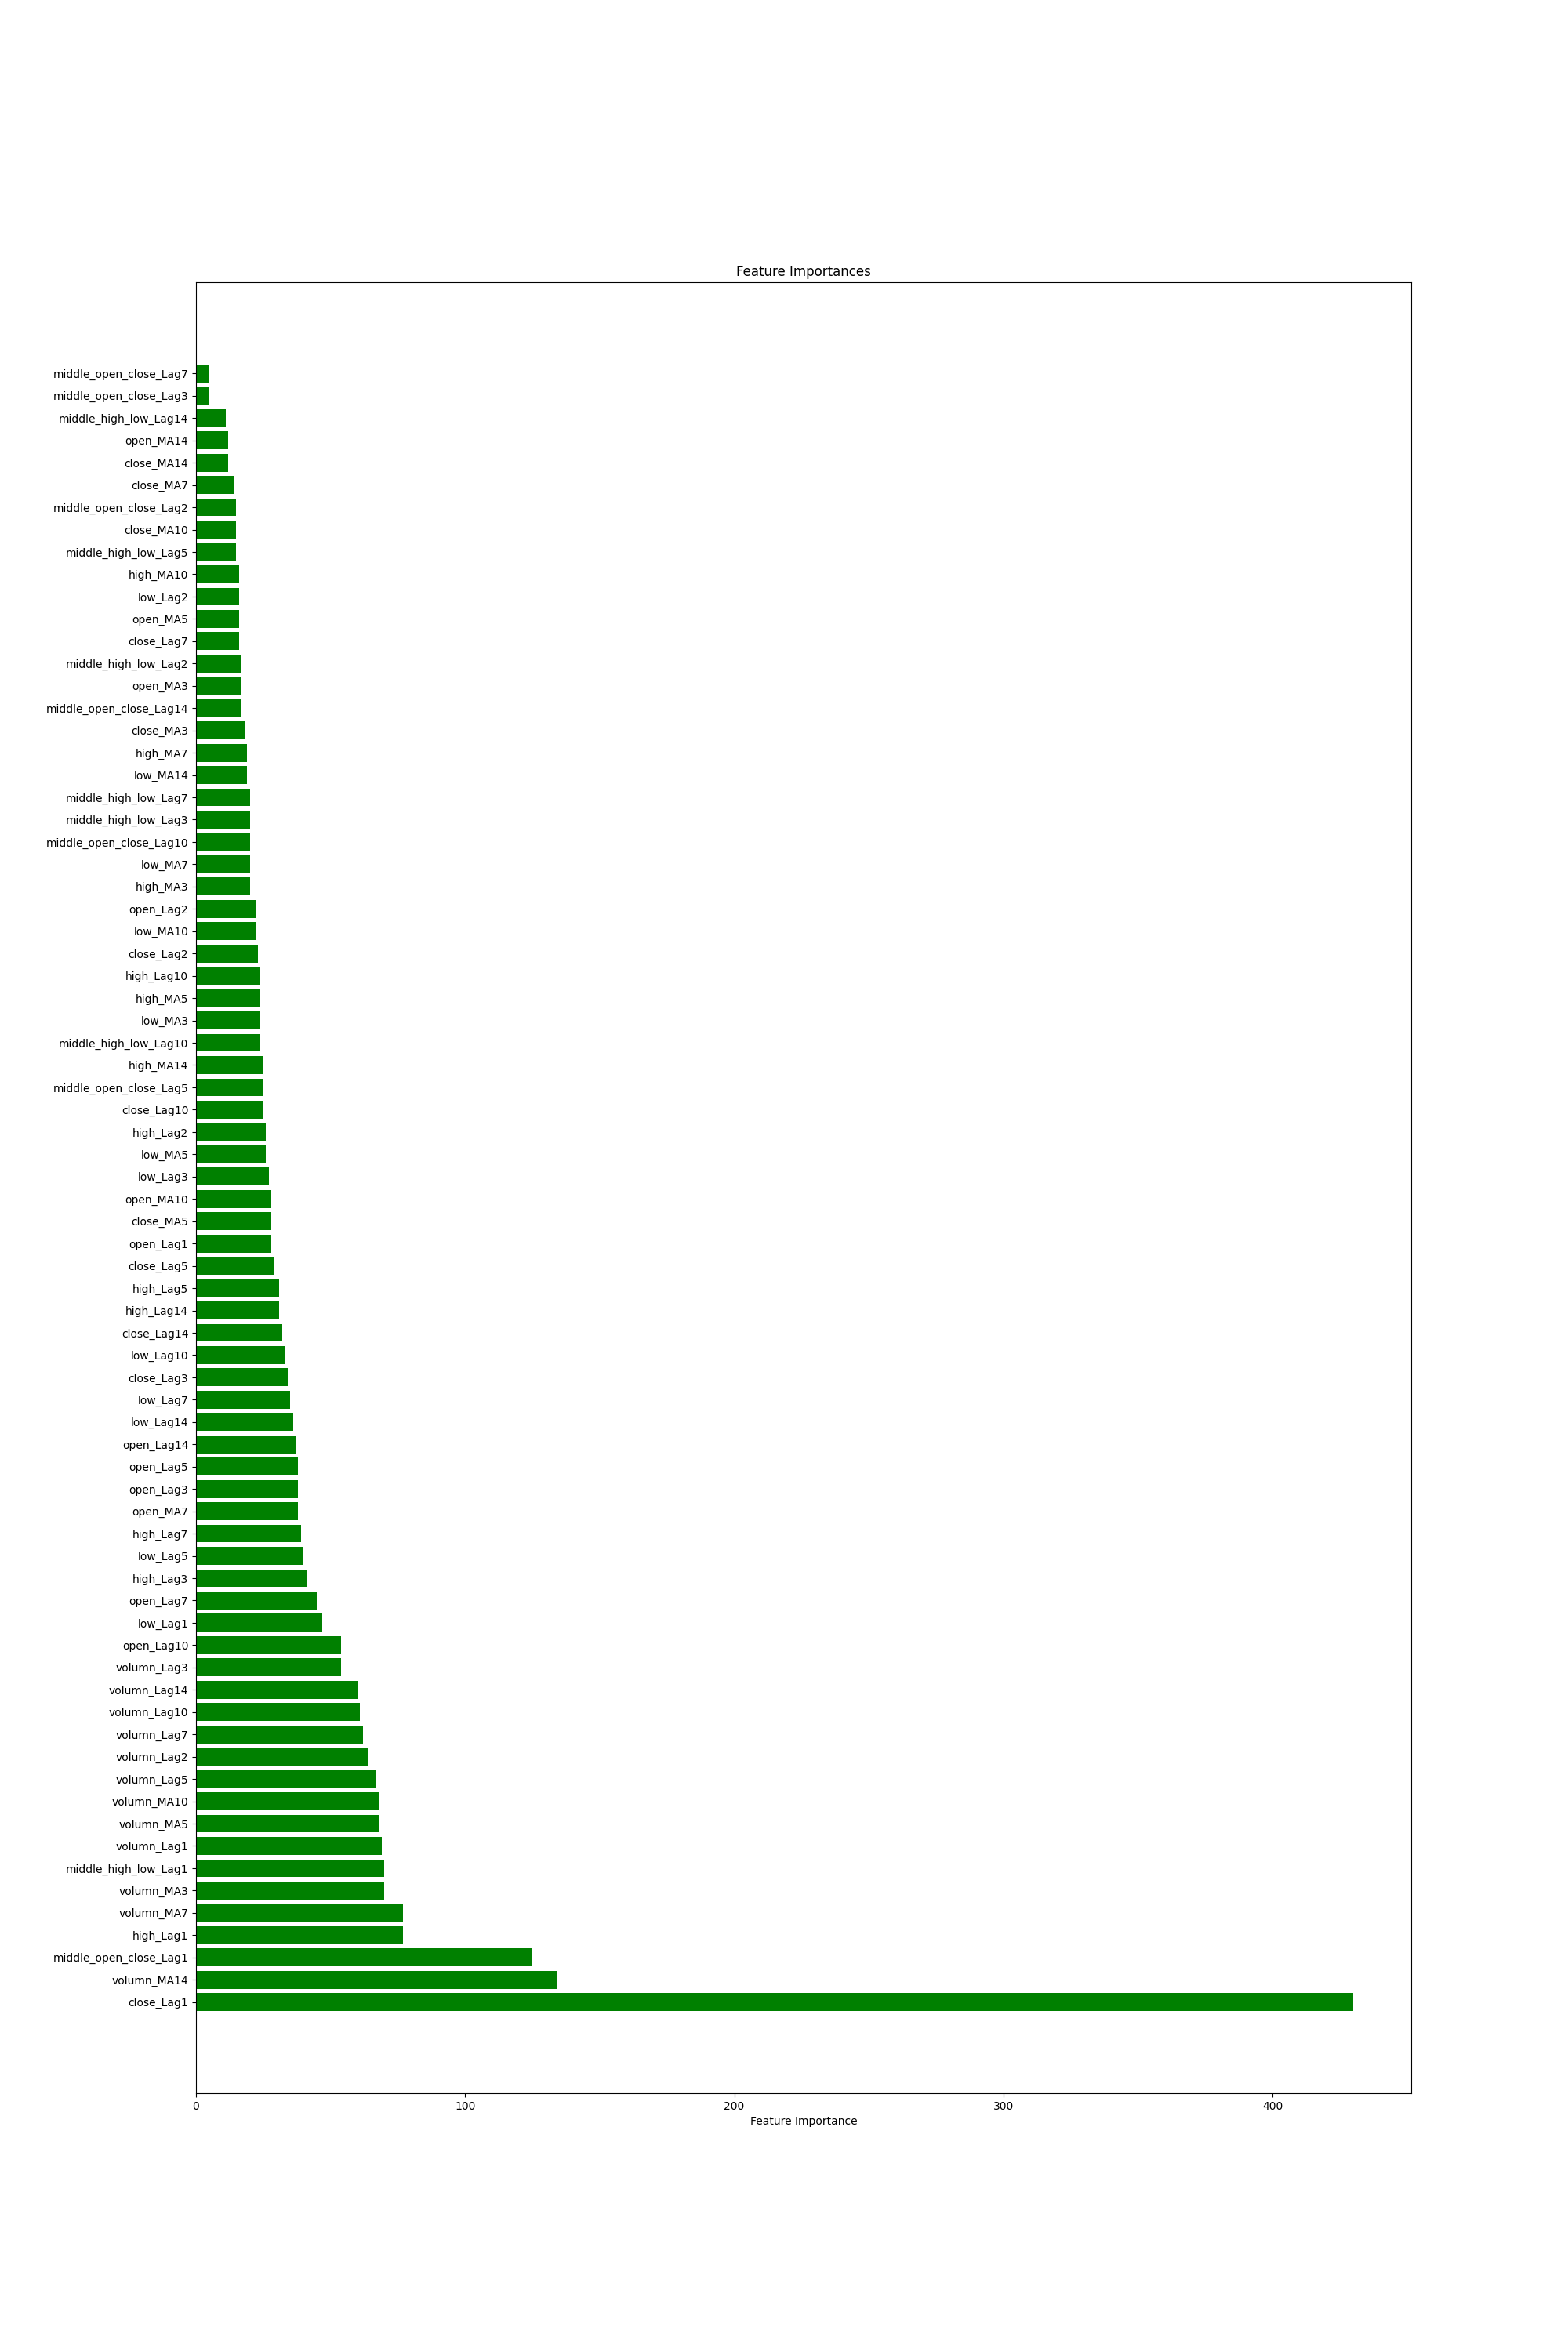 Feature Importances
middle_open_close_Lag7
middle_open_close_Lag3
middle_high_low_Lag14
open_MA14
close_MA14
close_MA7
middle_open_close_Lag2
close_MA10
middle_high_low_Lag5
high_MA10
low_Lag2
open_MA5
close_Lag7
middle_high_low_Lag2
open_MA3
middle_open_close_Lag14
close_MA3
high_MA7
low_MA14
middle_high_low_Lag7
middle_high_low_Lag3
middle_open_close_Lag10
low_MA7
high_MA3
open_Lag2
low_MA10
close_Lag2
high_Lag10
high_MA5
low_MA3
middle_high_low_Lag10
high_MA14
middle_open_close_Lag5
close_Lag10
high_Lag2
low_MA5
low_Lag3
open_MA10
close_MA5
open_Lag1
close_Lag5
high_Lag5
high_Lag14
close_Lag14
low_Lag10
close_Lag3
low_Lag7
low_Lag14
open_Lag14
open_Lag5
open_Lag3
open_MA7
high_Lag7
low_Lag5
high_Lag3
open_Lag7
low_Lag1
open_Lag10
volumn_Lag3
volumn_Lag14
volumn_Lag10
volumn_Lag7
volumn_Lag2
volumn_Lag5
volumn_MA10
volumn_MA5
volumn_Lag1
middle_high_low_Lag1
volumn_MA3
volumn_MA7
high_Lag1
middle_open_close_Lag1
volumn_MA14
close_Lag1
0 100 200 300 400
Feature Importance